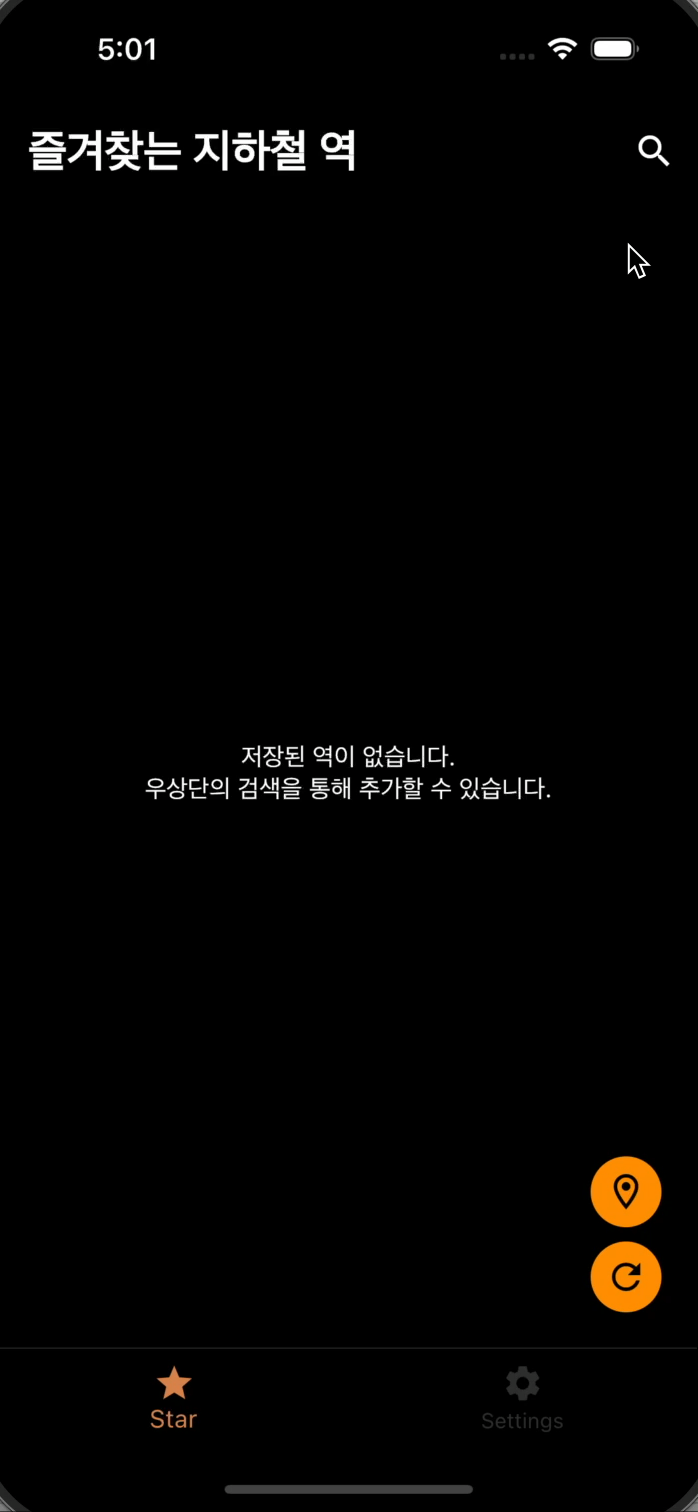 5:01
즐겨찾는 지하철 역
저장된 역이 없습니다.
우상단의 검색을 통해 추가할 수 있습니다.
Star
Settings